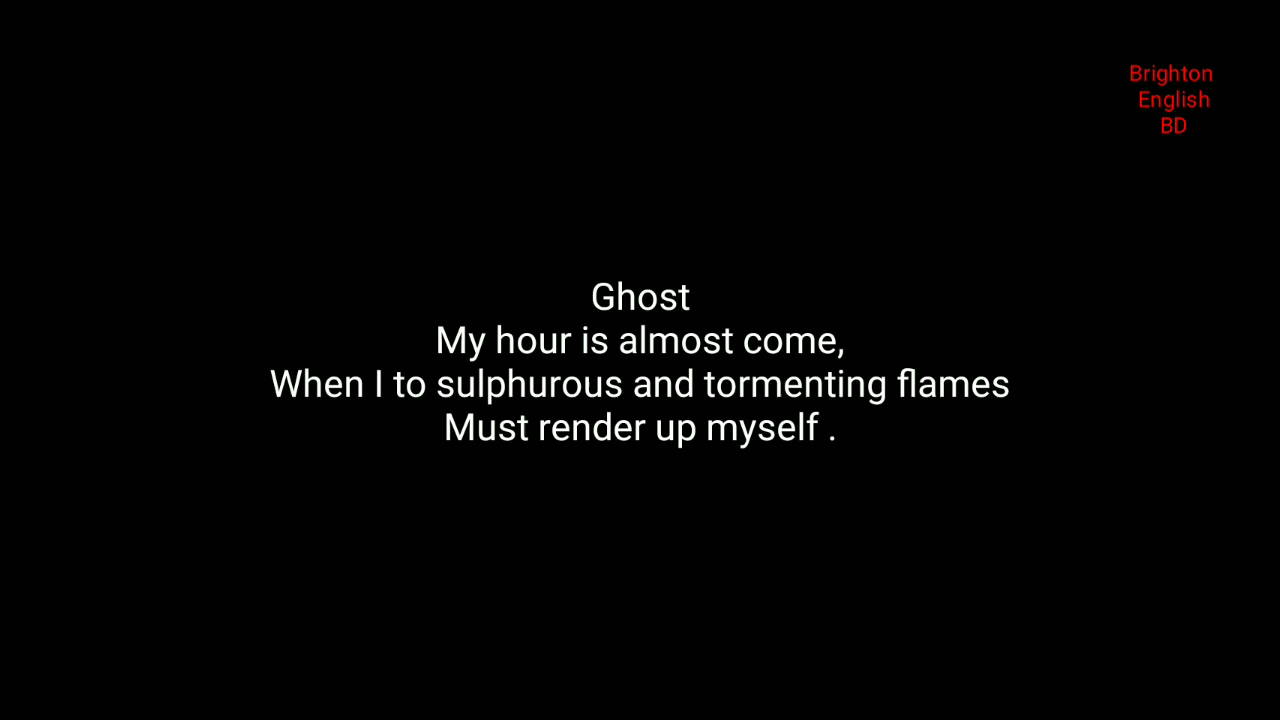 Brighton
English
BD
Ghost
My hour is almost come,
When I to sulphurous and tormenting flames
Must render up myself .